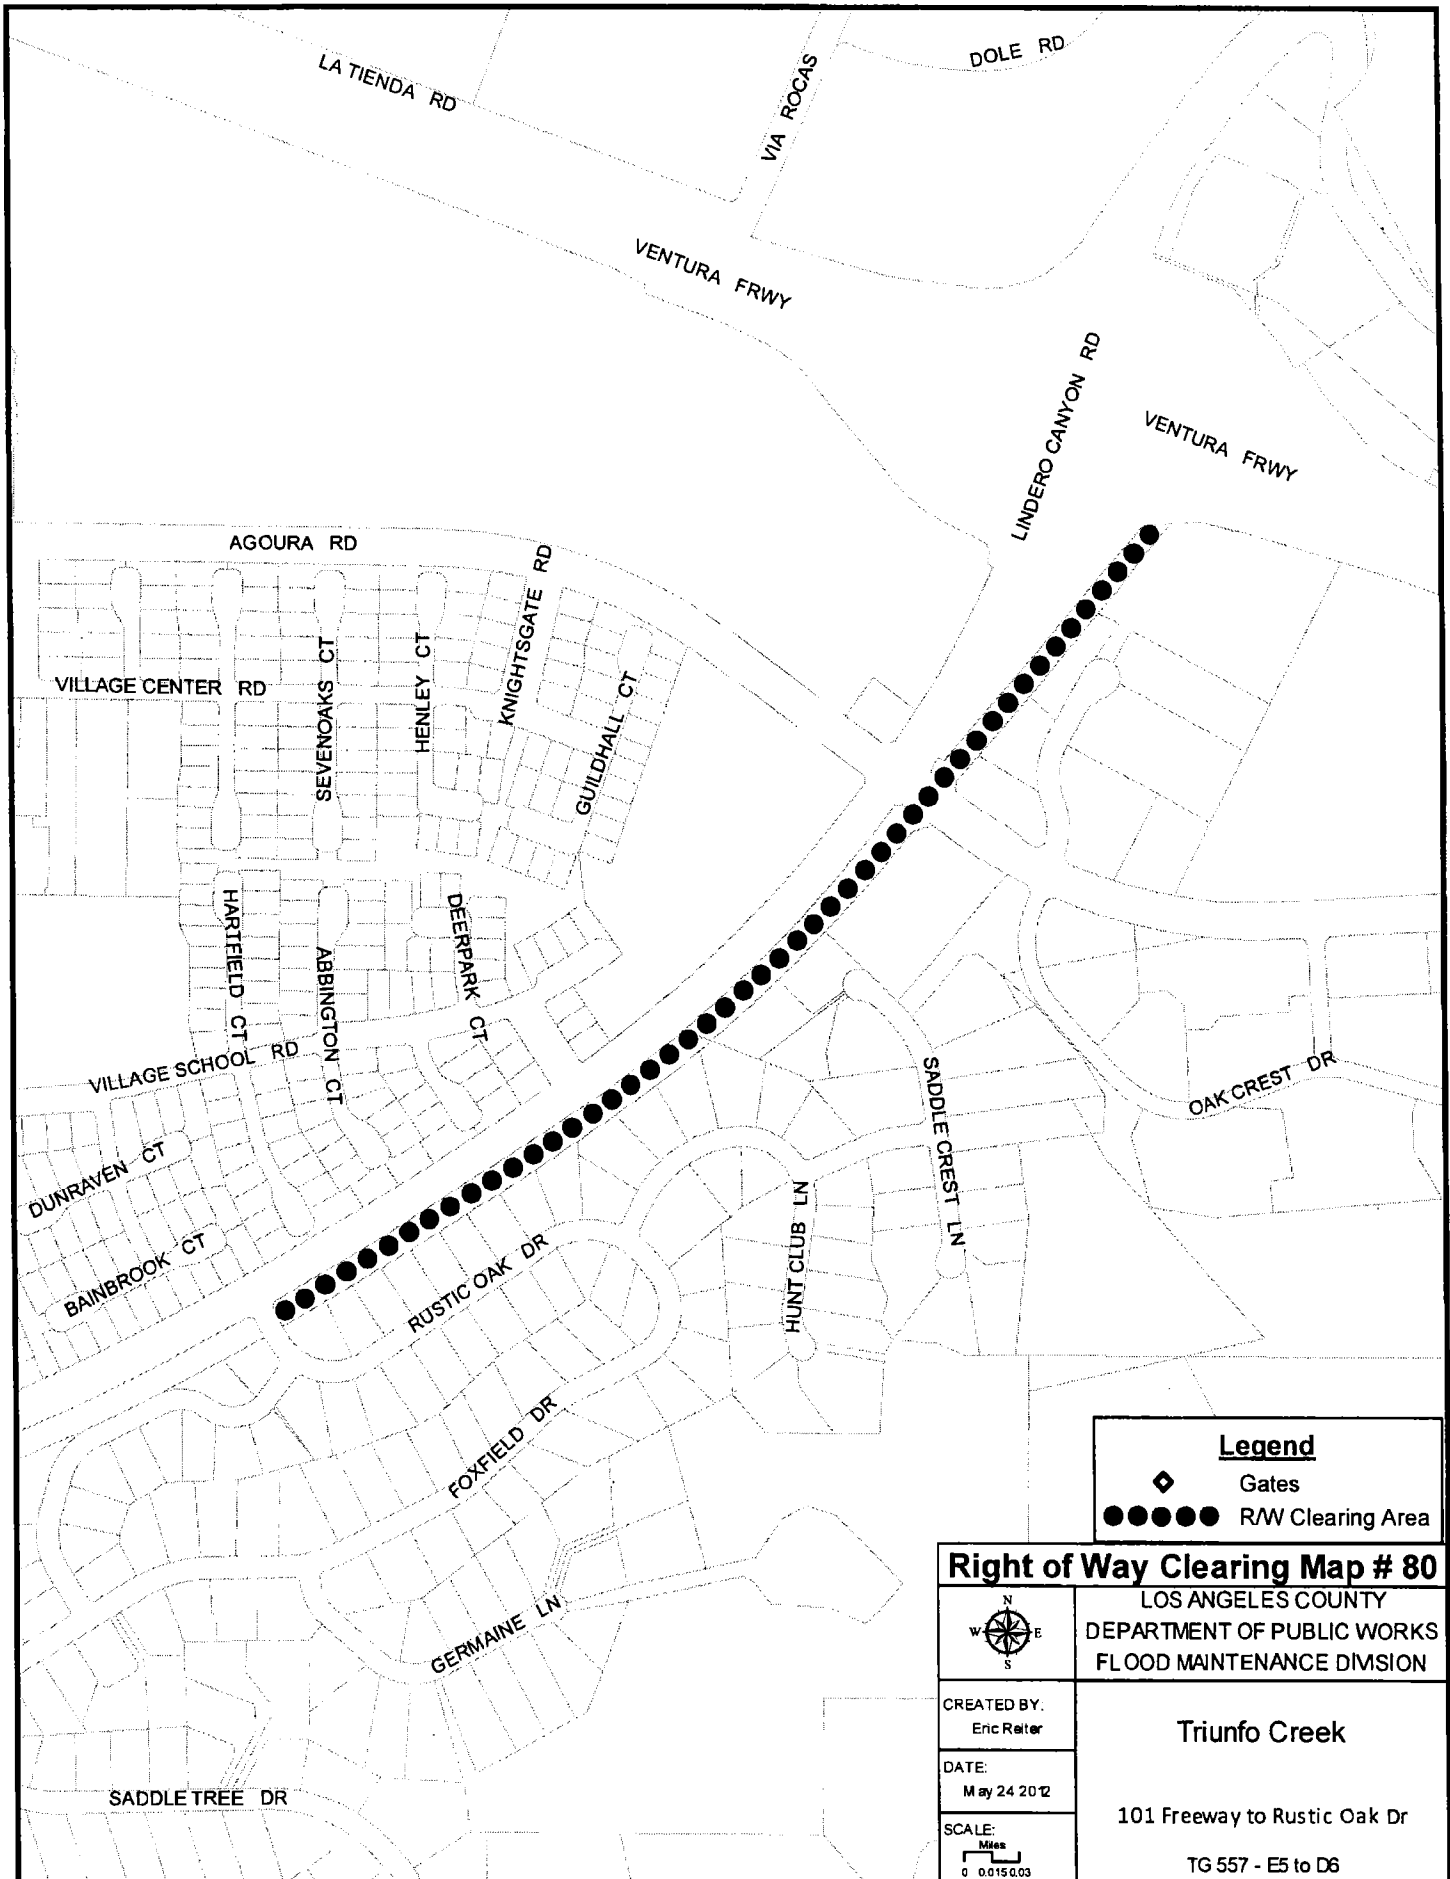 LA TIENDA RD
VIA ROCAS
DOLE RD
VENTURA FRWY
LINDERO CANYON RD
VENTURA FRWY
AGOURA RD
KNIGHTSGATE RD
VILLAGE CENTER RD
SEVENOAKS CT
HENLEY CT
GUILDHALL CT
HARTFIELD CT
ABBINGTON CT
DEERPARK CT
VILLAGE SCHOOL RD
SADDLE CREST LN
OAK CREST DR
DUNRAVEN CT
BAINBROOK CT
RUSTIC OAK DR
HUNT CLUB LN
FOXFIELD DR
GERMAINE LN
SADDLE TREE DR
Legend
Gates
R/W Clearing Area
Right of Way Clearing Map # 80
N
W E
S
LOS ANGELES COUNTY
DEPARTMENT OF PUBLIC WORKS
FLOOD MAINTENANCE DIVISION
CREATED BY:
Eric Reiter
DATE:
May 24 2012
SCALE:
Miles
0 0.015 0.03
Triunfo Creek
101 Freeway to Rustic Oak Dr
TG 557 - E5 to D6